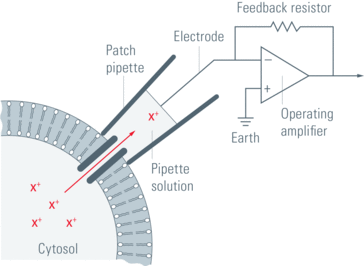 Feedback resistor
Electrode
Patch
pipette
−
+
Operating
amplifier
Earth
X⁺
Pipette
solution
X⁺
X⁺
X⁺
X⁺
Cytosol